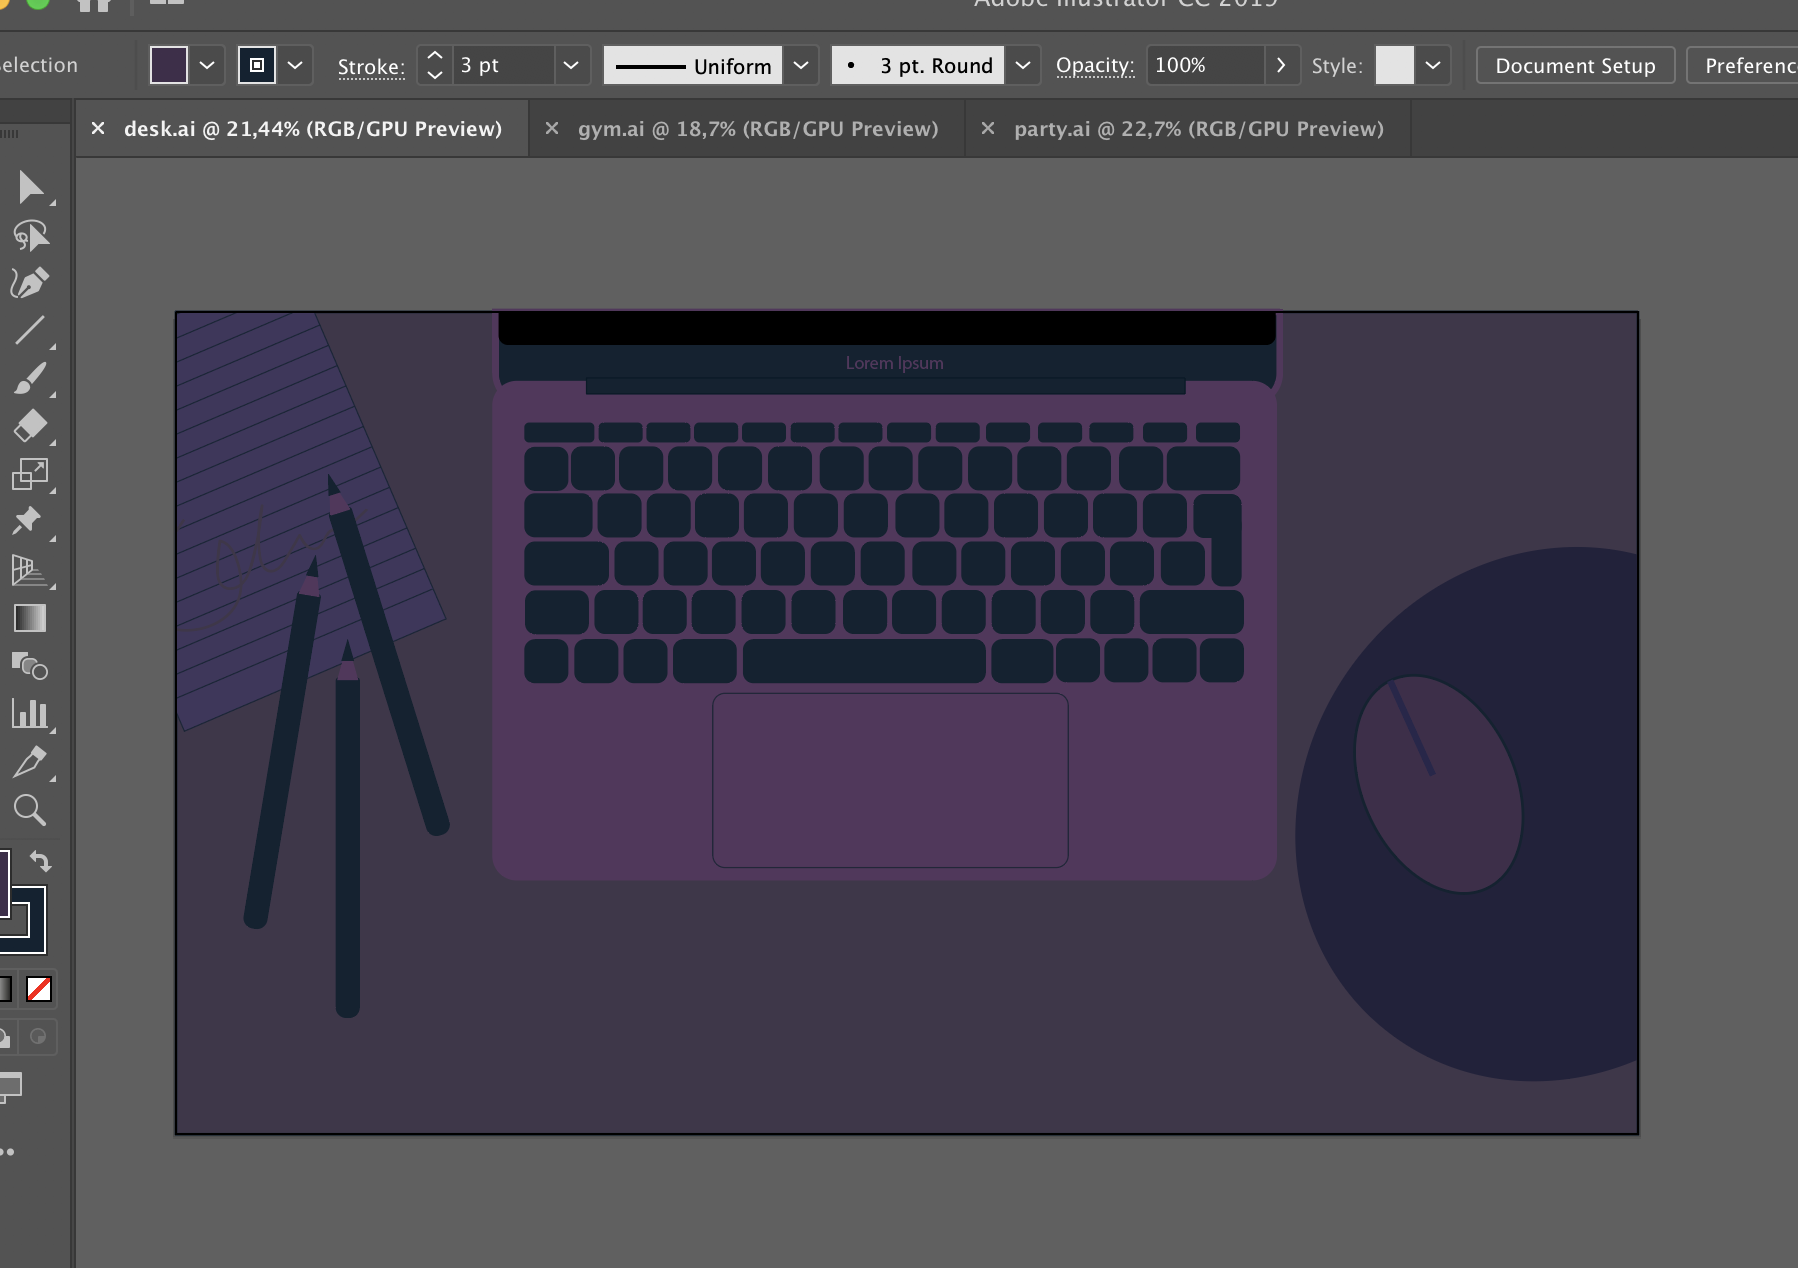 Adobe Illustrator CC 2019
election
Stroke: 3 pt Uniform 3 pt. Round Opacity: 100% Style: Document Setup Preferenc
desk.ai @ 21,44% (RGB/GPU Preview) gym.ai @ 18,7% (RGB/GPU Preview) party.ai @ 22,7% (RGB/GPU Preview)
Lorem Ipsum